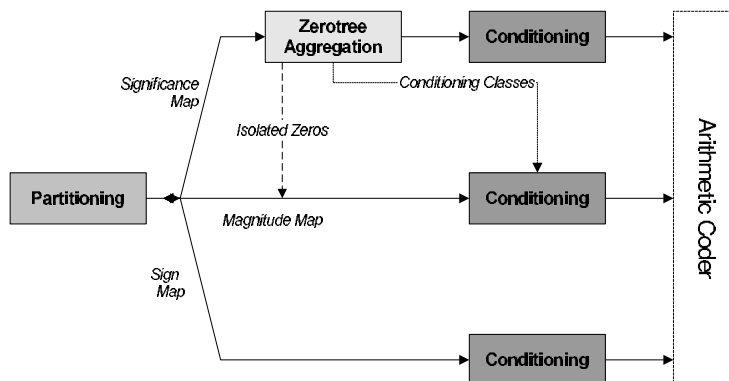 Zerotree
Aggregation
Conditioning
Significance
Map
Conditioning Classes
Isolated Zeros
Partitioning
Conditioning
Magnitude Map
Sign
Map
Conditioning
Arithmetic Coder